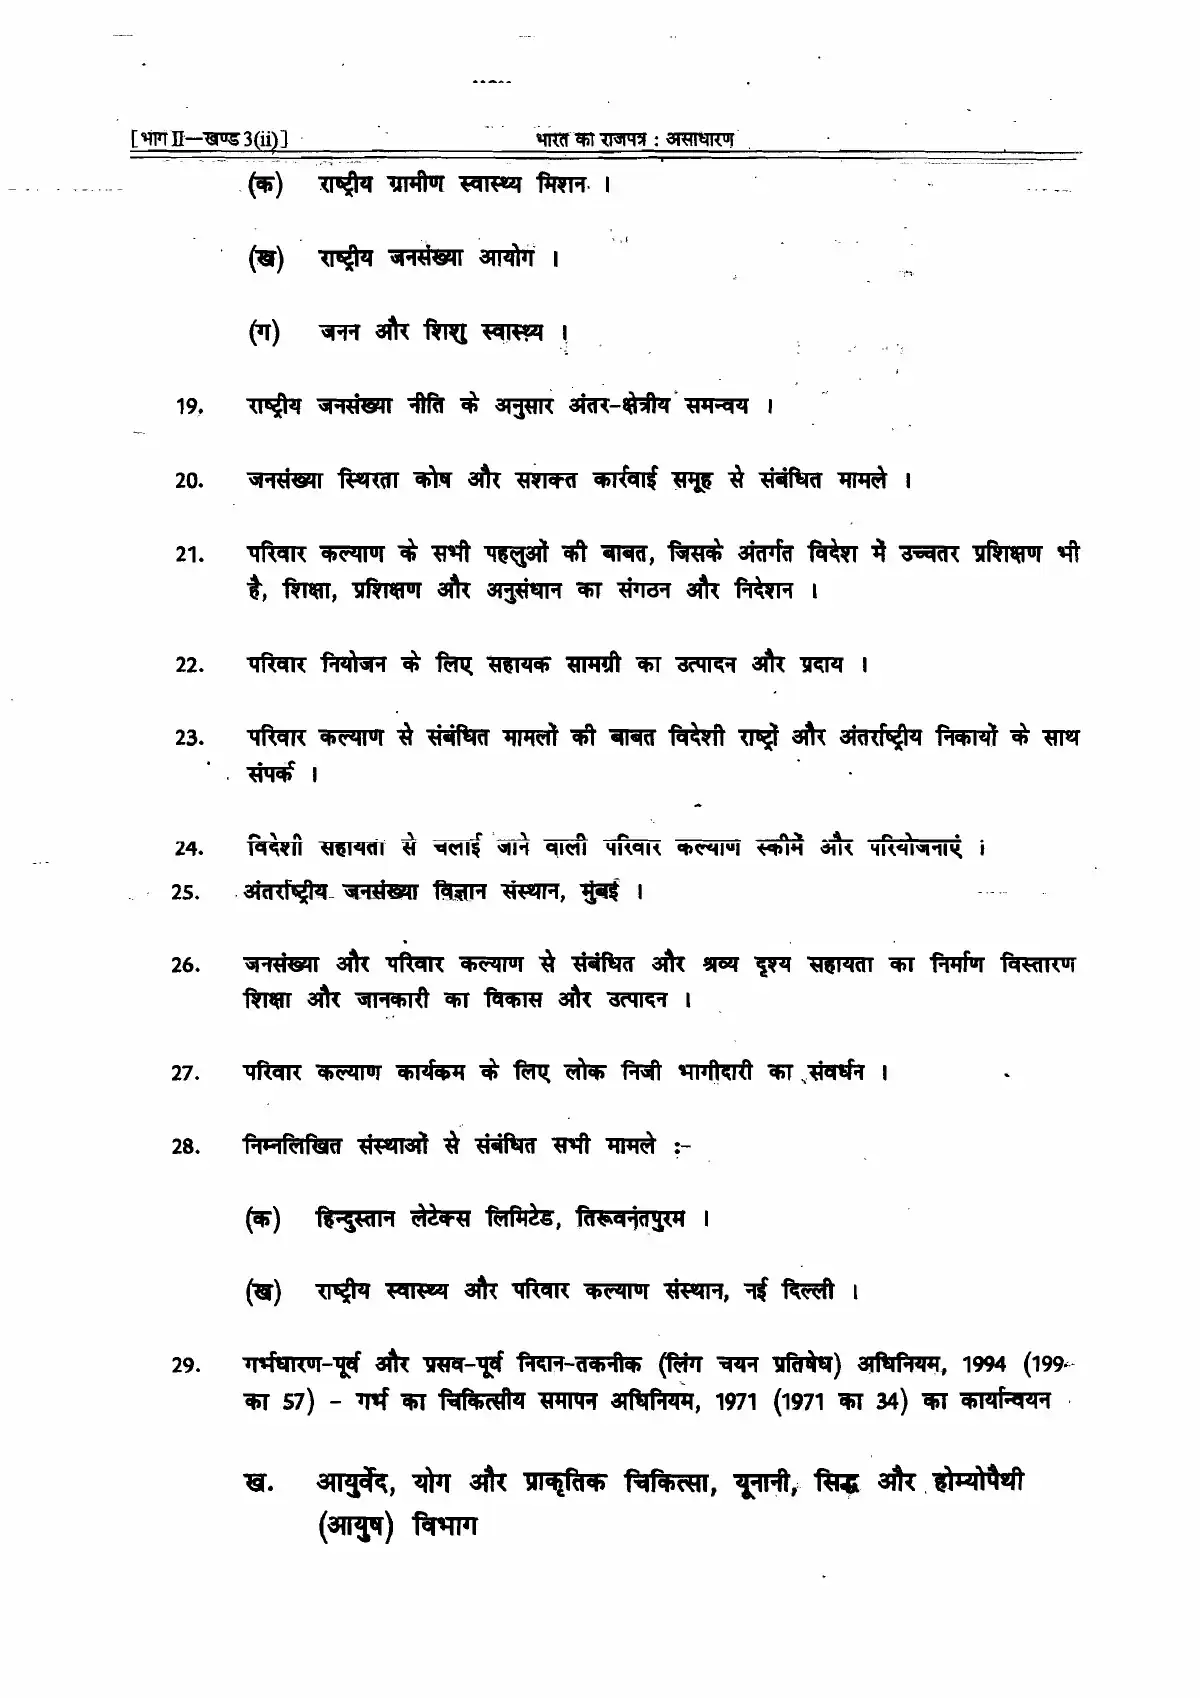 [भाग II—खण्ड 3(ii)] भारत का राजपत्र : असाधारण
(क) राष्ट्रीय ग्रामीण स्वास्थ्य मिशन ।
(ख) राष्ट्रीय जनसंख्या आयोग ।
(ग) जनन और शिशु स्वास्थ्य ।
19. राष्ट्रीय जनसंख्या नीति के अनुसार अंतर-क्षेत्रीय समन्वय ।
20. जनसंख्या स्थिरता कोष और सशक्त कार्रवाई समूह से संबंधित मामले ।
21. परिवार कल्याण के सभी पहलुओं की बाबत, जिसके अंतर्गत विदेश में उच्चतर प्रशिक्षण भी
है, शिक्षा, प्रशिक्षण और अनुसंधान का संगठन और निदेशन ।
22. परिवार नियोजन के लिए सहायक सामग्री का उत्पादन और प्रदाय ।
23. परिवार कल्याण से संबंधित मामलों की बाबत विदेशी राष्ट्रों और अंतर्राष्ट्रीय निकायों के साथ
संपर्क ।
24. विदेशी सहायता से चलाई जाने वाली परिवार कल्याण स्कीमें और परियोजनाएं ।
25. अंतर्राष्ट्रीय जनसंख्या विज्ञान संस्थान, मुंबई ।
26. जनसंख्या और परिवार कल्याण से संबंधित और श्रव्य दृश्य सहायता का निर्माण विस्तारण
शिक्षा और जानकारी का विकास और उत्पादन ।
27. परिवार कल्याण कार्यकम के लिए लोक निजी भागीदारी का संवर्धन ।
28. निम्नलिखित संस्थाओं से संबंधित सभी मामले :-
(क) हिन्दुस्तान लेटेक्स लिमिटेड, तिरूवनंतपुरम ।
(ख) राष्ट्रीय स्वास्थ्य और परिवार कल्याण संस्थान, नई दिल्ली ।
29. गर्भधारण-पूर्व और प्रसव-पूर्व निदान-तकनीक (लिंग चयन प्रतिषेध) अधिनियम, 1994 (199
का 57) - गर्भ का चिकित्सीय समापन अधिनियम, 1971 (1971 का 34) का कार्यान्वयन
ख. आयुर्वेद, योग और प्राकृतिक चिकित्सा, यूनानी, सिद्ध और होम्योपैथी
(आयुष) विभाग